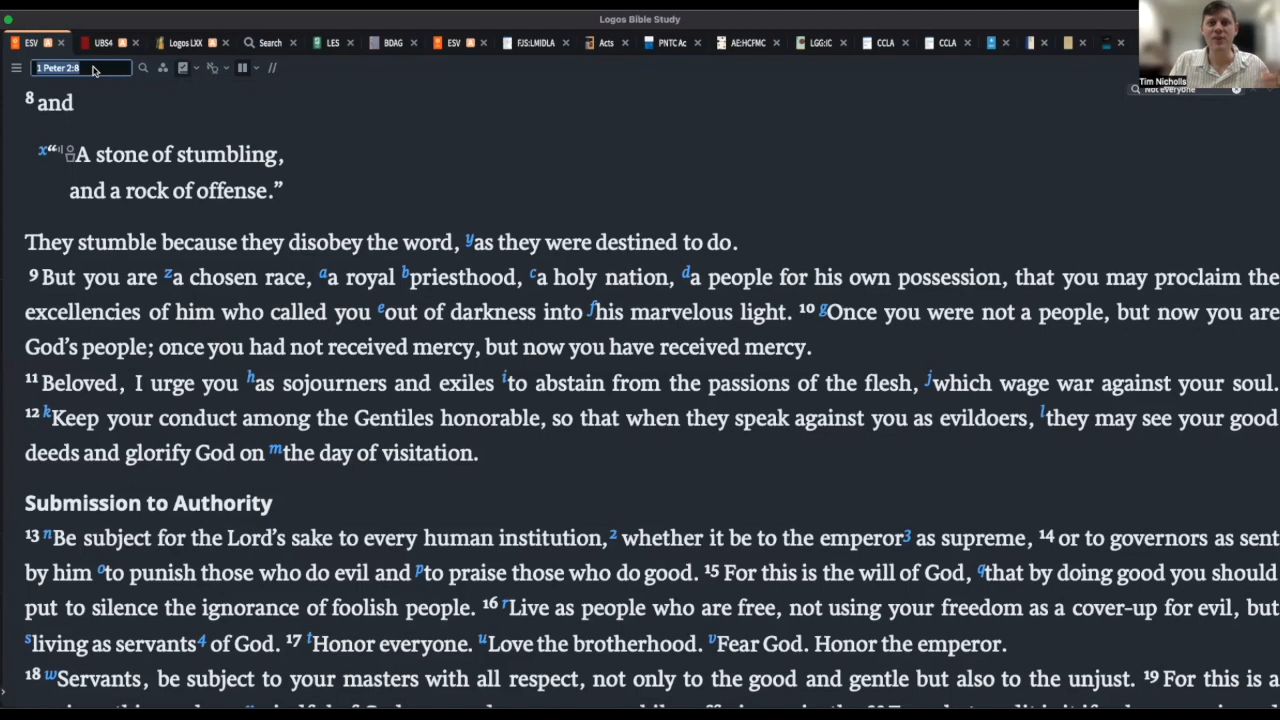 Logos Bible Study
ESV A UBS4 A Logos LXX A Search LES BDAG ESV A FJS:LMIDLA Acts PNTC Ac AE:HCFMC LGG:IC CCLA CCLA
1 Peter 2:8
Tim Nicholls
Not everyone
8 and
x “A stone of stumbling,
and a rock of offense.”
They stumble because they disobey the word, y as they were destined to do.
9 But you are z a chosen race, a a royal b priesthood, c a holy nation, d a people for his own possession, that you may proclaim the
excellencies of him who called you e out of darkness into f his marvelous light. 10 g Once you were not a people, but now you are
God’s people; once you had not received mercy, but now you have received mercy.
11 Beloved, I urge you h as sojourners and exiles i to abstain from the passions of the flesh, j which wage war against your soul.
12 k Keep your conduct among the Gentiles honorable, so that when they speak against you as evildoers, l they may see your good
deeds and glorify God on m the day of visitation.
Submission to Authority
13 n Be subject for the Lord’s sake to every human institution, 2 whether it be to the emperor 3 as supreme, 14 or to governors as sent
by him o to punish those who do evil and p to praise those who do good. 15 For this is the will of God, q that by doing good you should
put to silence the ignorance of foolish people. 16 r Live as people who are free, not using your freedom as a cover-up for evil, but
s living as servants 4 of God. 17 t Honor everyone. u Love the brotherhood. v Fear God. Honor the emperor.
18 w Servants, be subject to your masters with all respect, not only to the good and gentle but also to the unjust. 19 For this is a